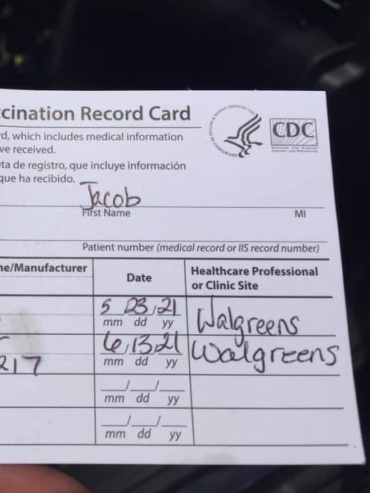 ccination Record Card
d, which includes medical information
ve received.
eta de registro, que incluye información
que ha recibido.
CDC
Jacob
First Name MI
Patient number (medical record or IIS record number)
ne/Manufacturer Date Healthcare Professional or Clinic Site
5 23 21 Walgreens
mm dd yy
6 13 21 Walgreens
217 mm dd yy
mm dd yy
mm dd yy